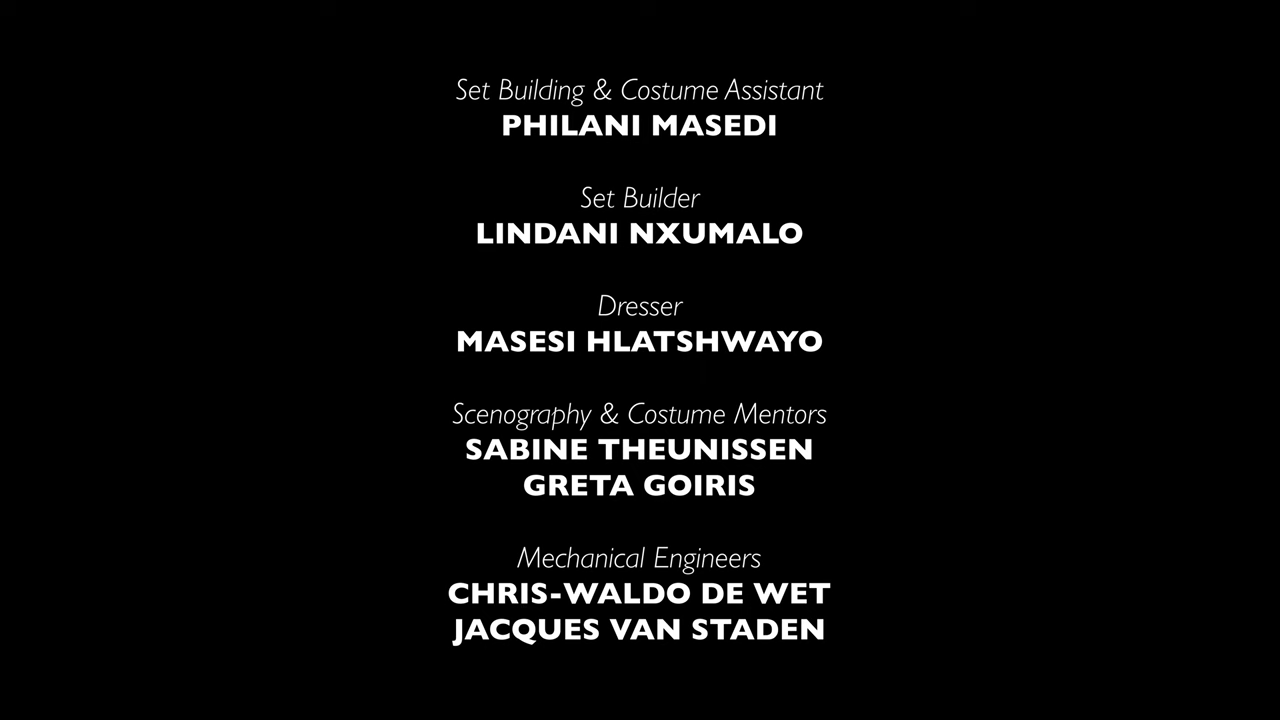 Set Building & Costume Assistant
PHILANI MASEDI
Set Builder
LINDANI NXUMALO
Dresser
MASESI HLATSHWAYO
Scenography & Costume Mentors
SABINE THEUNISSEN
GRETA GOIRIS
Mechanical Engineers
CHRIS-WALDO DE WET
JACQUES VAN STADEN